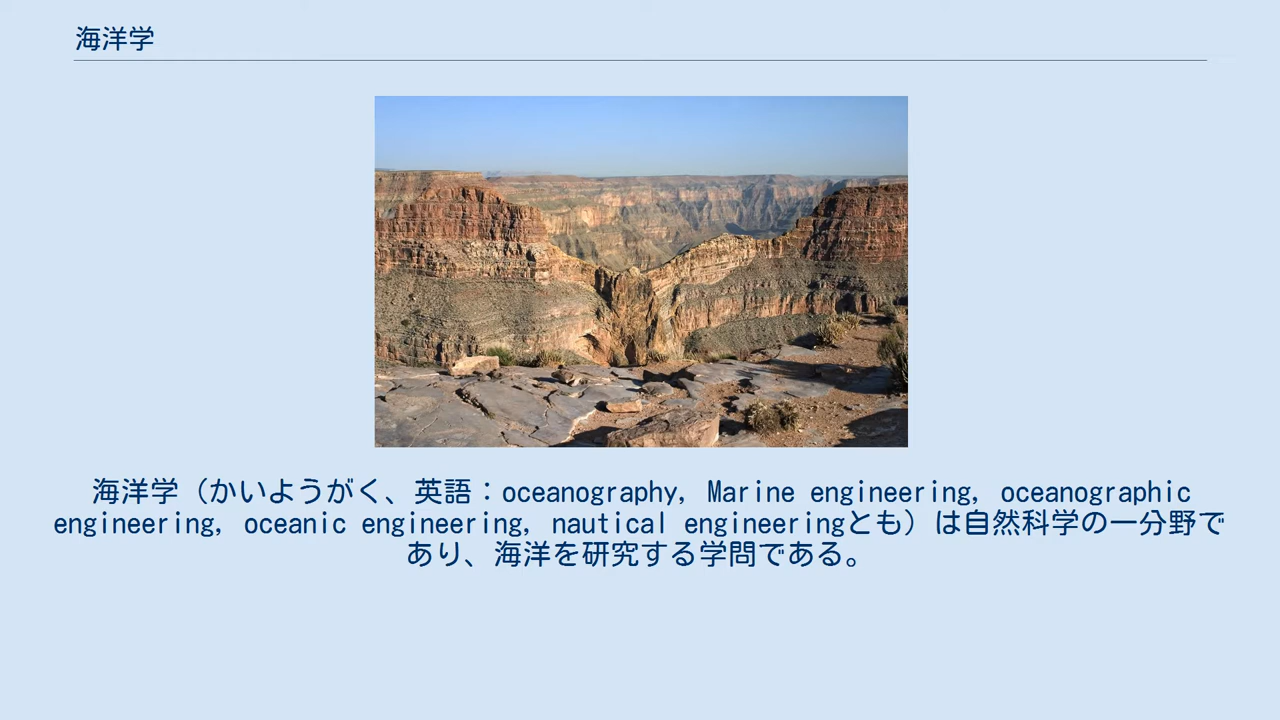 海洋学
海洋学（かいようがく、英語：oceanography, Marine engineering, oceanographic
engineering, oceanic engineering, nautical engineeringとも）は自然科学の一分野で
あり、海洋を研究する学問である。